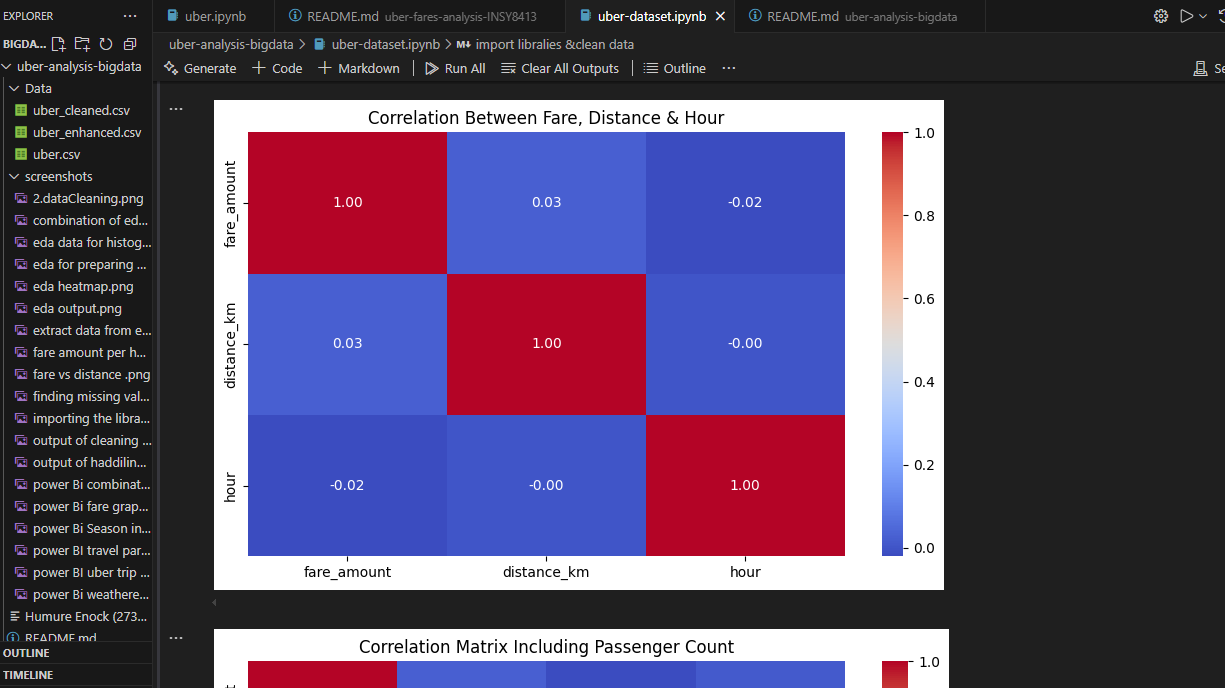 EXPLORER
uber.ipynb
README.md uber-fares-analysis-INSY8413
uber-dataset.ipynb
README.md uber-analysis-bigdata
BIGDA...
uber-analysis-bigdata > uber-dataset.ipynb > M↓ import libralies &clean data
Generate + Code + Markdown | Run All Clear All Outputs | Outline ...
Se
uber-analysis-bigdata
Data
uber_cleaned.csv
uber_enhanced.csv
uber.csv
screenshots
2.dataCleaning.png
combination of ed...
eda data for histog...
eda for preparing ...
eda heatmap.png
eda output.png
extract data from e...
fare amount per h...
fare vs distance .png
finding missing val...
importing the libra...
output of cleaning ...
output of haddilin...
power Bi combinat...
power Bi fare grap...
power Bi Season in...
power BI travel par...
power BI uber trip ...
power Bi weathere...
Humure Enock (273...
README.md
OUTLINE
TIMELINE
Correlation Between Fare, Distance & Hour
fare_amount
1.00 0.03 -0.02
distance_km
0.03 1.00 -0.00
hour
-0.02 -0.00 1.00
fare_amount distance_km hour
1.0
0.8
0.6
0.4
0.2
0.0
Correlation Matrix Including Passenger Count
1.0